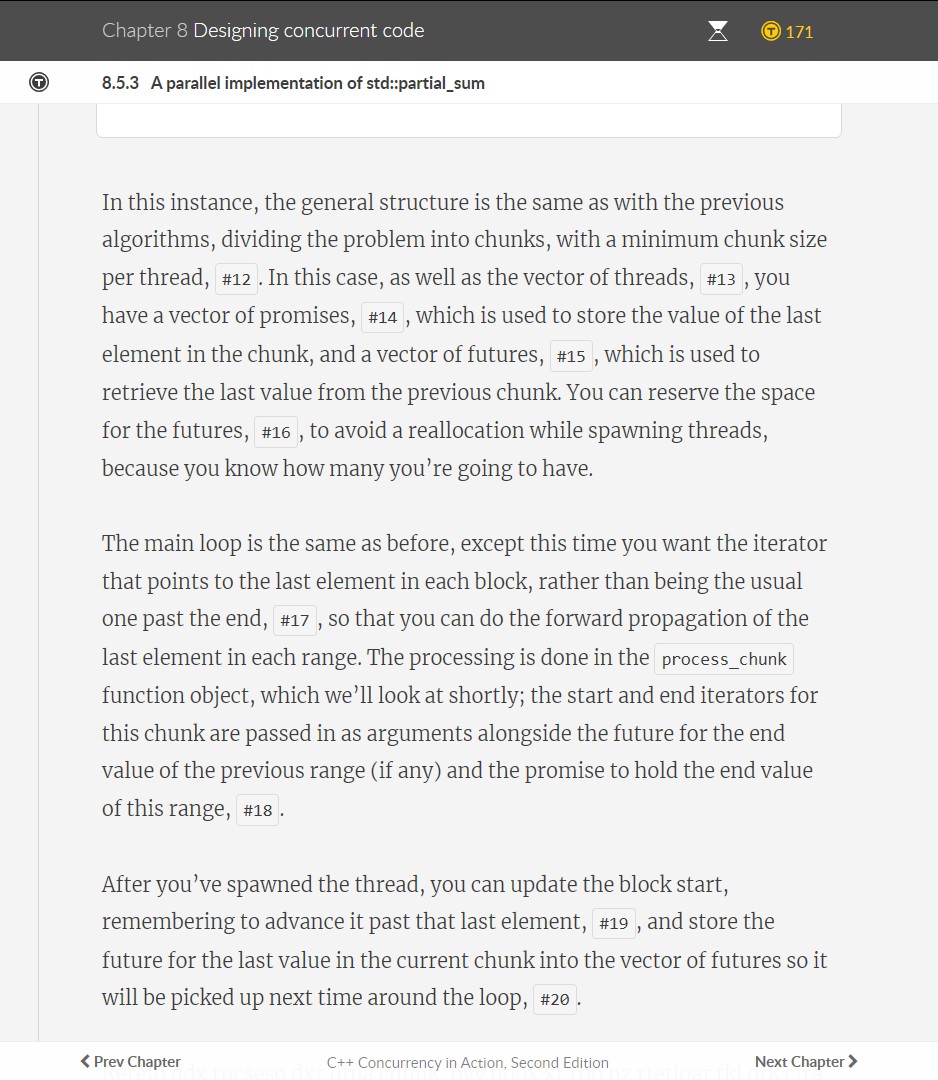 Chapter 8 Designing concurrent code
171
8.5.3 A parallel implementation of std::partial_sum
In this instance, the general structure is the same as with the previous
algorithms, dividing the problem into chunks, with a minimum chunk size
per thread, #12 . In this case, as well as the vector of threads, #13 , you
have a vector of promises, #14 , which is used to store the value of the last
element in the chunk, and a vector of futures, #15 , which is used to
retrieve the last value from the previous chunk. You can reserve the space
for the futures, #16 , to avoid a reallocation while spawning threads,
because you know how many you’re going to have.
The main loop is the same as before, except this time you want the iterator
that points to the last element in each block, rather than being the usual
one past the end, #17 , so that you can do the forward propagation of the
last element in each range. The processing is done in the process_chunk
function object, which we’ll look at shortly; the start and end iterators for
this chunk are passed in as arguments alongside the future for the end
value of the previous range (if any) and the promise to hold the end value
of this range, #18 .
After you’ve spawned the thread, you can update the block start,
remembering to advance it past that last element, #19 , and store the
future for the last value in the current chunk into the vector of futures so it
will be picked up next time around the loop, #20 .
Prev Chapter
C++ Concurrency in Action, Second Edition
Next Chapter